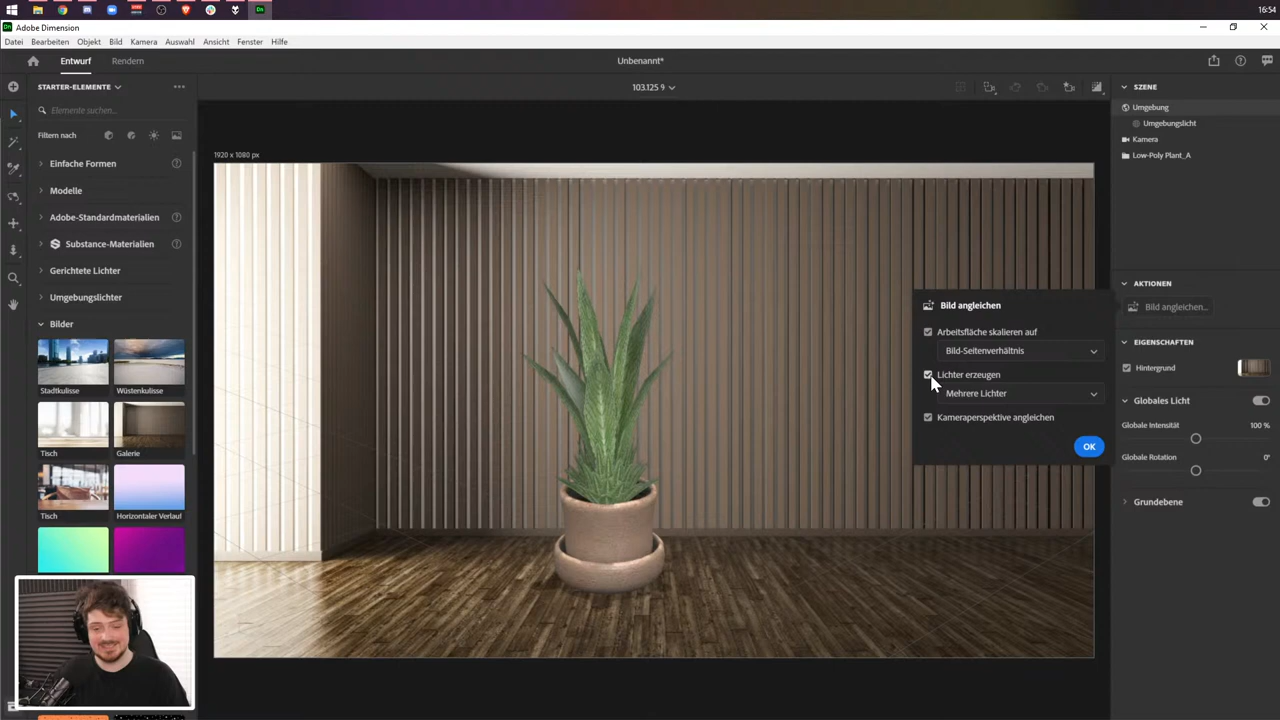 16:54
Adobe Dimension
Datei Bearbeiten Objekt Bild Kamera Auswahl Ansicht Fenster Hilfe
Entwurf Rendern
Unbenannt*
STARTER-ELEMENTE
103.125 9
SZENE
Elemente suchen...
Umgebung
Umgebungslicht
Filtern nach
Kamera
1920 x 1080 px
Low-Poly Plant_A
Einfache Formen
Modelle
Adobe-Standardmaterialien
Substance-Materialien
Gerichtete Lichter
Umgebungslichter
Bilder
Stadtkulisse
Wüstenkulisse
Tisch
Galerie
Tisch
Horizontaler Verlauf
Bild angleichen
Arbeitsfläche skalieren auf
Bild-Seitenverhältnis
Lichter erzeugen
Mehrere Lichter
Kameraperspektive angleichen
OK
AKTIONEN
Bild angleichen...
EIGENSCHAFTEN
Hintergrund
Globales Licht
Globale Intensität 100 %
Globale Rotation 0°
Grundebene